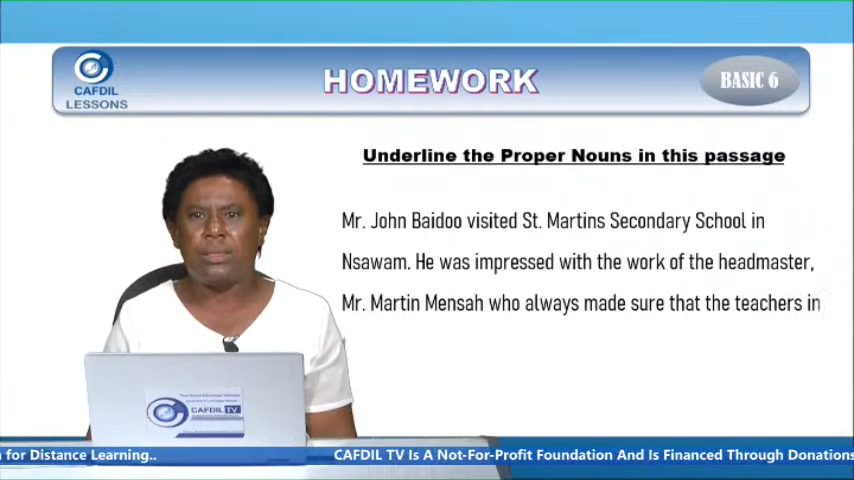 CAFDIL
LESSONS
HOMEWORK
BASIC 6
Underline the Proper Nouns in this passage
Mr. John Baidoo visited St. Martins Secondary School in
Nsawam. He was impressed with the work of the headmaster,
Mr. Martin Mensah who always made sure that the teachers in
CAFDIL TV
for Distance Learning..
CAFDIL TV Is A Not-For-Profit Foundation And Is Financed Through Donations